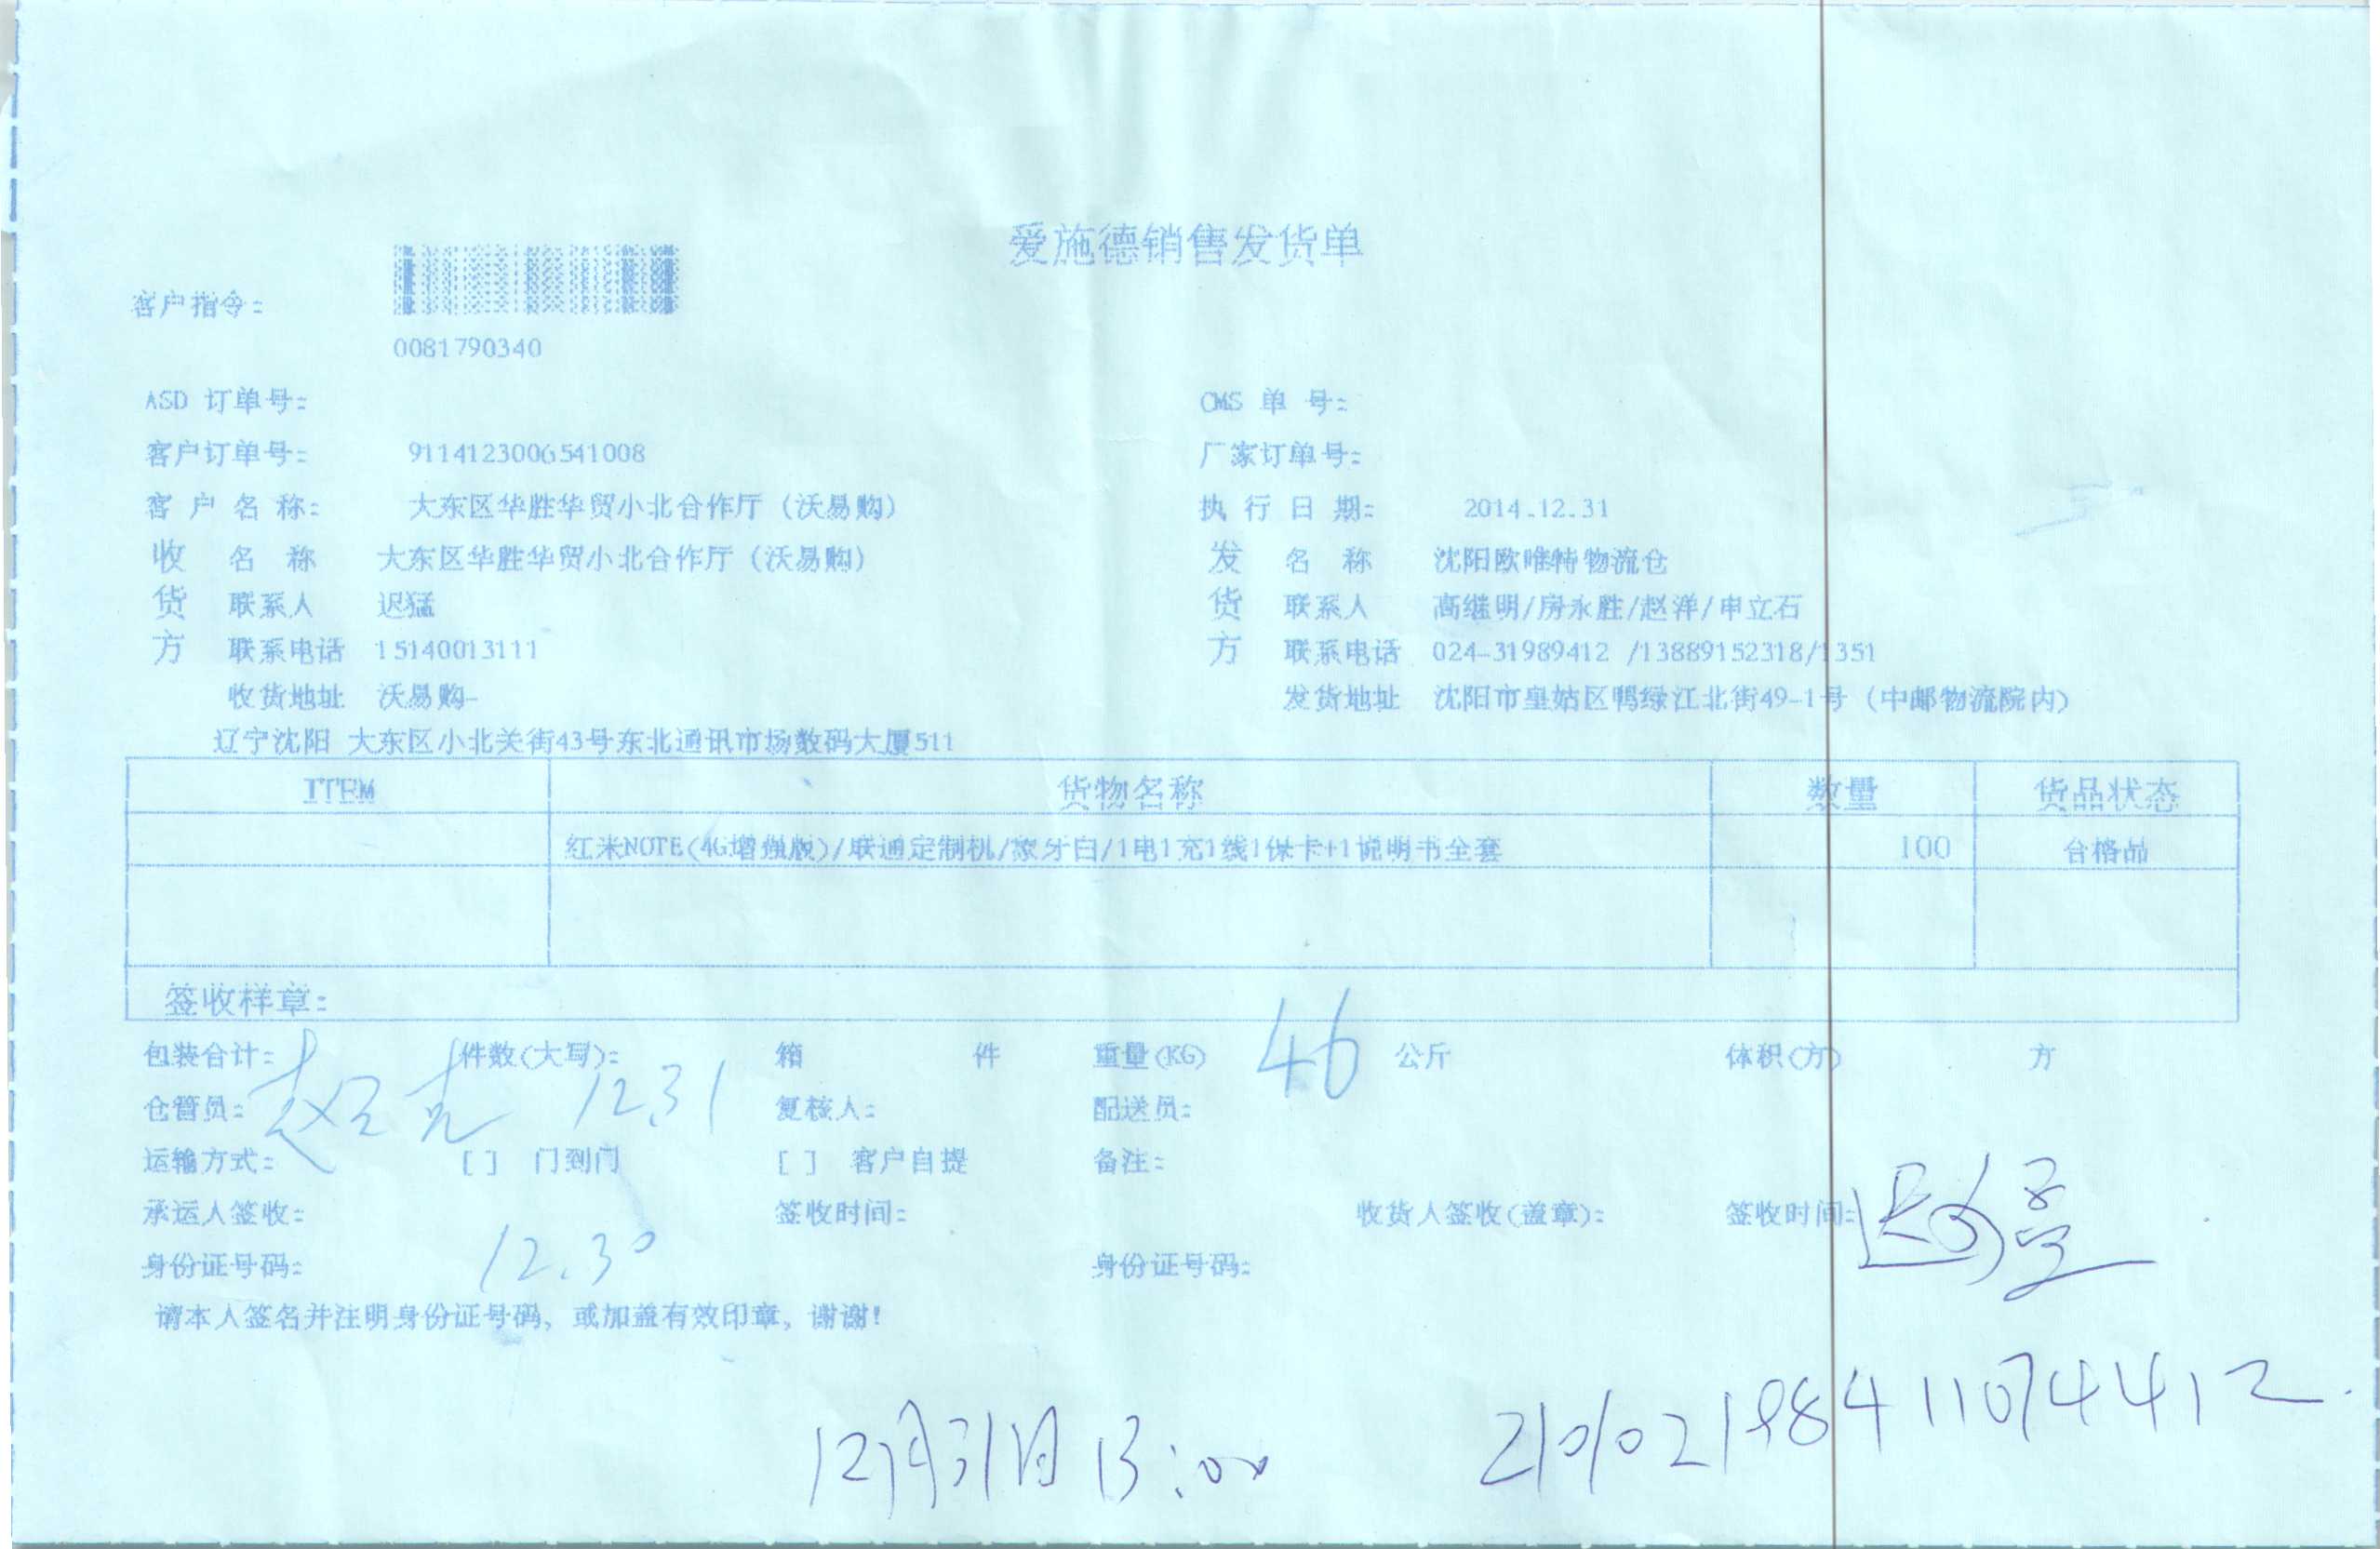 爱施德销售发货单
客户指令:
0081790340
ASD 订单号: CMS 单 号:
客户订单号: 9114123006541008 厂家订单号:
客 户 名 称: 大东区华胜华贸小北合作厅（沃易购） 执 行 日 期: 2014.12.31
收 名 称 大东区华胜华贸小北合作厅（沃易购） 发 名 称 沈阳欧唯特物流仓
货 联系人 迟猛 货 联系人 高继明/房永胜/赵洋/申立石
方 联系电话 15140013111 方 联系电话 024-31989412 /13889152318/1351
收货地址 沃易购- 发货地址 沈阳市皇姑区鸭绿江北街49-1号（中邮物流院内）
辽宁沈阳 大东区小北关街43号东北通讯市场数码大厦511
ITEM 货物名称 数量 货品状态
红米NOTE(4G增强版)/联通定制机/象牙白/1电1充1线1保卡+1说明书全套 100 合格品
签收样章:
包装合计: 件数(大写): 箱 件 重量(KG) 46 公斤 体积(方) 方
仓管员: 12.31 复核人: 配送员:
运输方式: [ ] 门到门 [ ] 客户自提 备注:
承运人签收: 签收时间: 收货人签收(盖章): 签收时间: 迟猛
身份证号码: 12.30 身份证号码:
请本人签名并注明身份证号码，或加盖有效印章，谢谢!
12月31日 13:00 210102198411074412